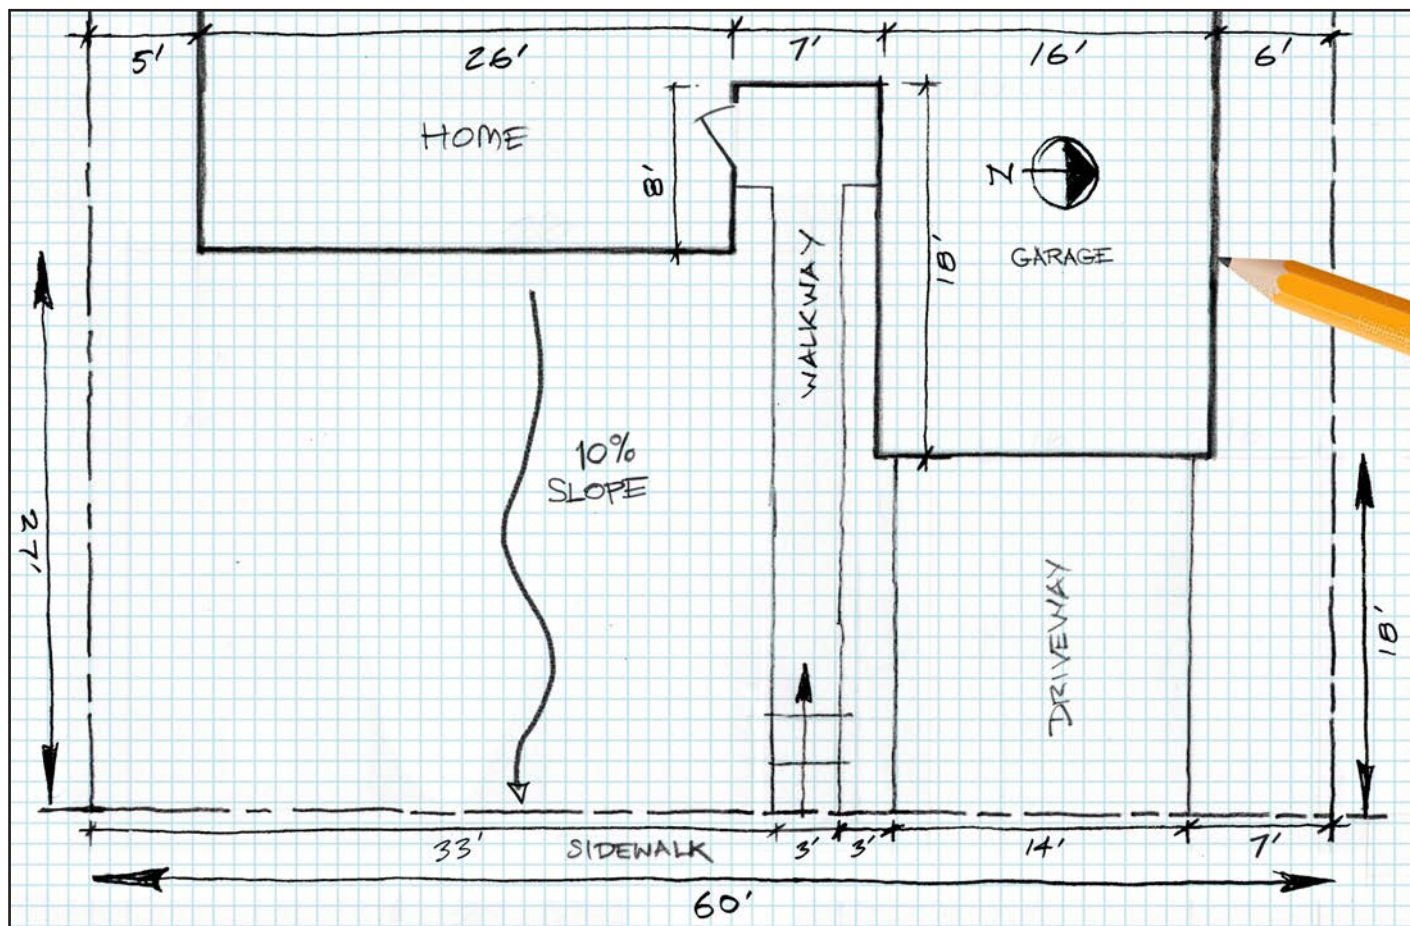 5' 26' 7' 16' 6'
HOME
8'
N
18'
GARAGE
WALKWAY
10%
SLOPE
27'
DRIVEWAY
18'
33' SIDEWALK 3' 3' 14' 7'
60'